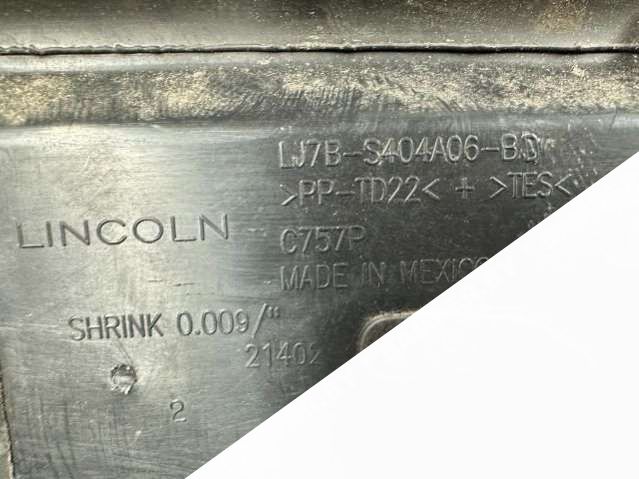 LJ7B-S404A06-BD
>PP-TD22< + >TES<
LINCOLN
C757P
MADE IN MEXICO
SHRINK 0.009/"
21402
2